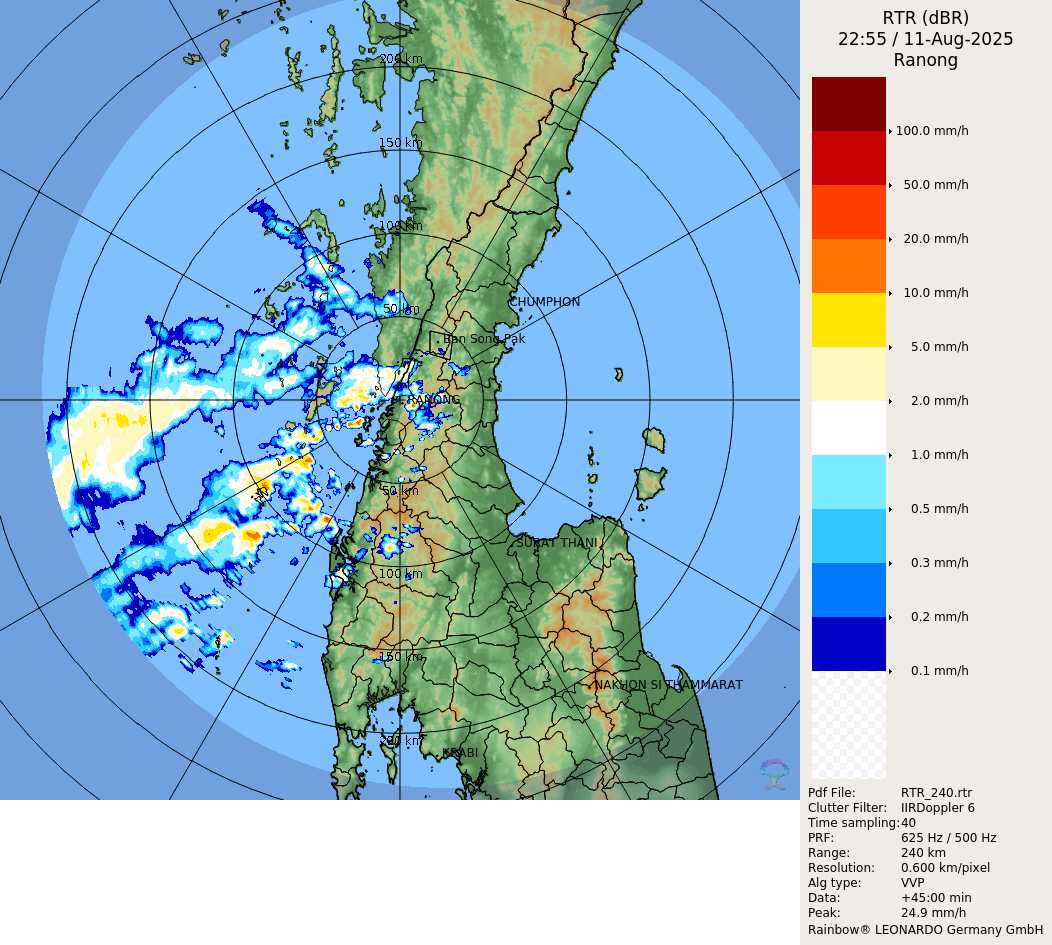 RTR (dBR)
22:55 / 11-Aug-2025
Ranong
100.0 mm/h
50.0 mm/h
20.0 mm/h
10.0 mm/h
5.0 mm/h
2.0 mm/h
1.0 mm/h
0.5 mm/h
0.3 mm/h
0.2 mm/h
0.1 mm/h
200 km
150 km
100 km
50 km
CHUMPHON
Ban Song Pak
RANONG
50 km
SURAT THANI
100 km
150 km
NAKHON SI THAMMARAT
200 km
KRABI
Pdf File: RTR_240.rtr
Clutter Filter: IIRDoppler 6
Time sampling: 40
PRF: 625 Hz / 500 Hz
Range: 240 km
Resolution: 0.600 km/pixel
Alg type: VVP
Data: +45:00 min
Peak: 24.9 mm/h
Rainbow® LEONARDO Germany GmbH